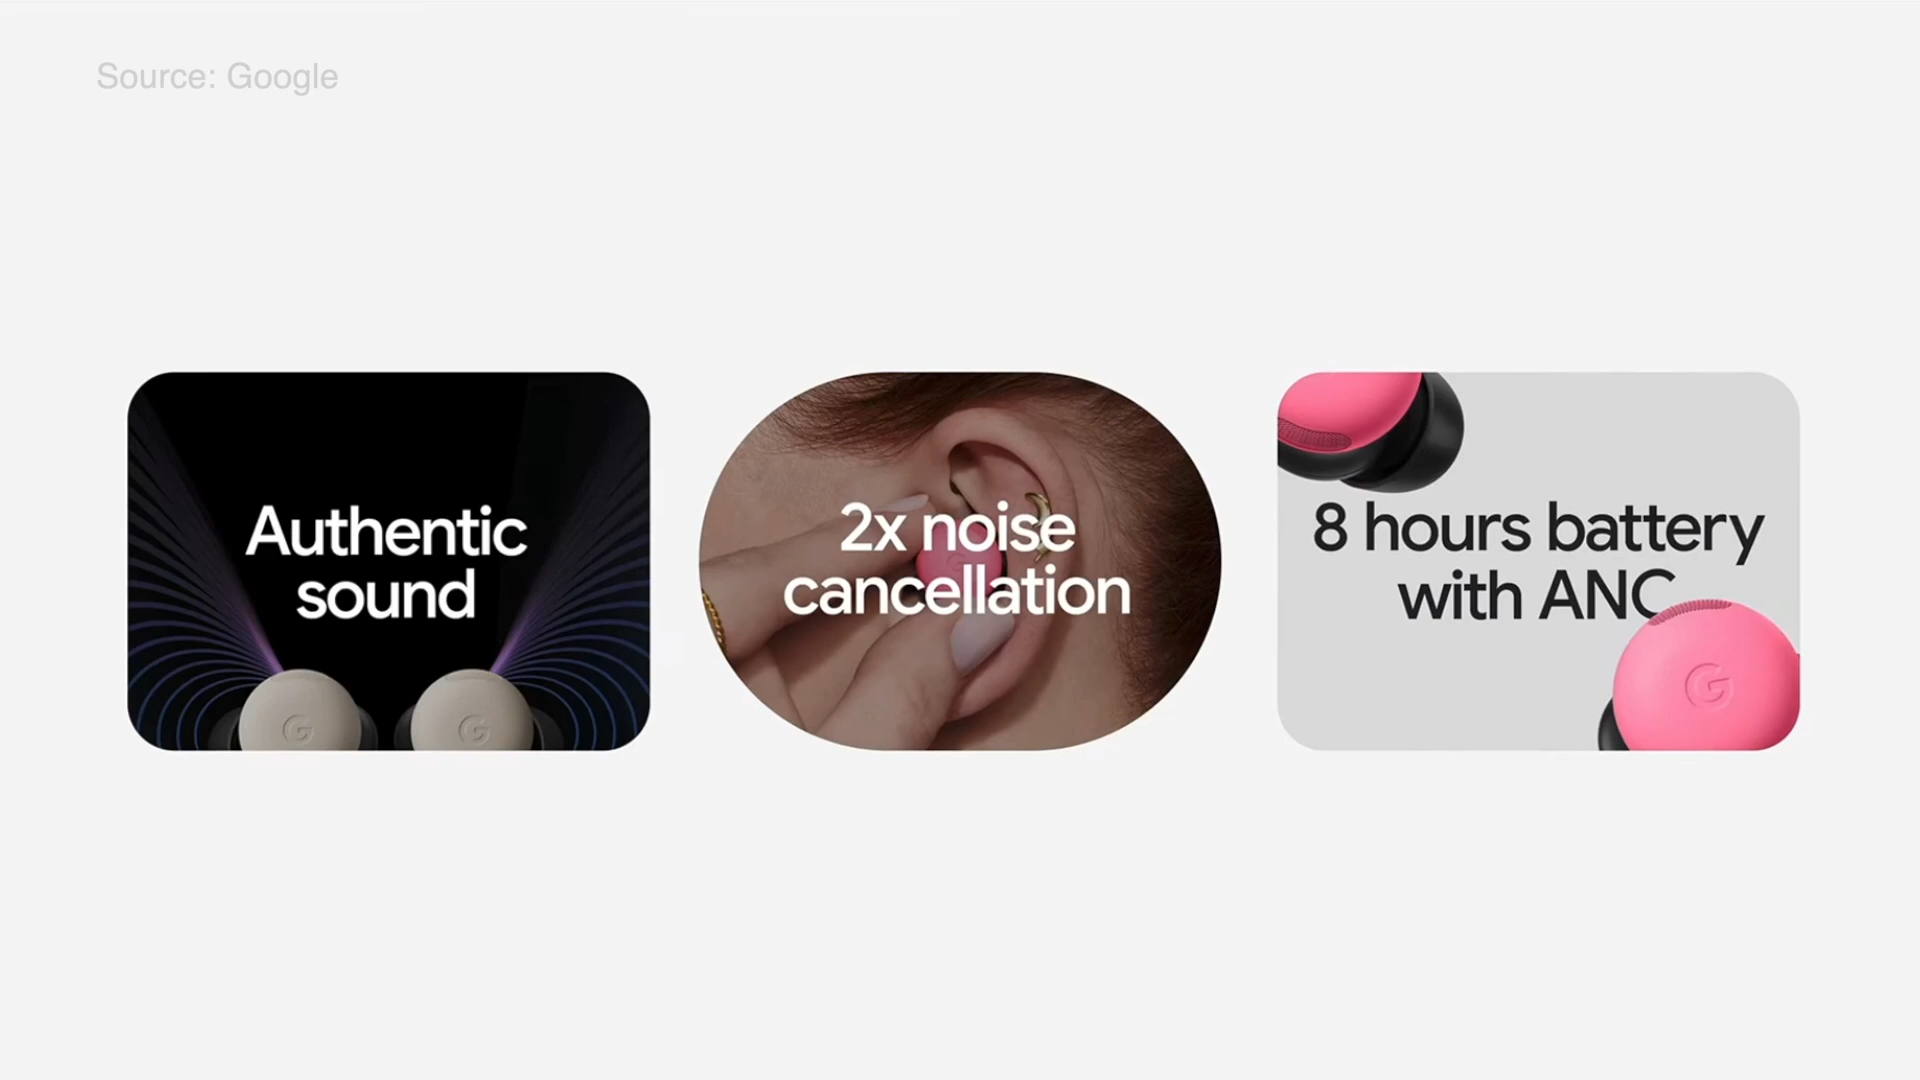 Source: Google
Authentic
sound
2x noise
cancellation
8 hours battery
with ANC